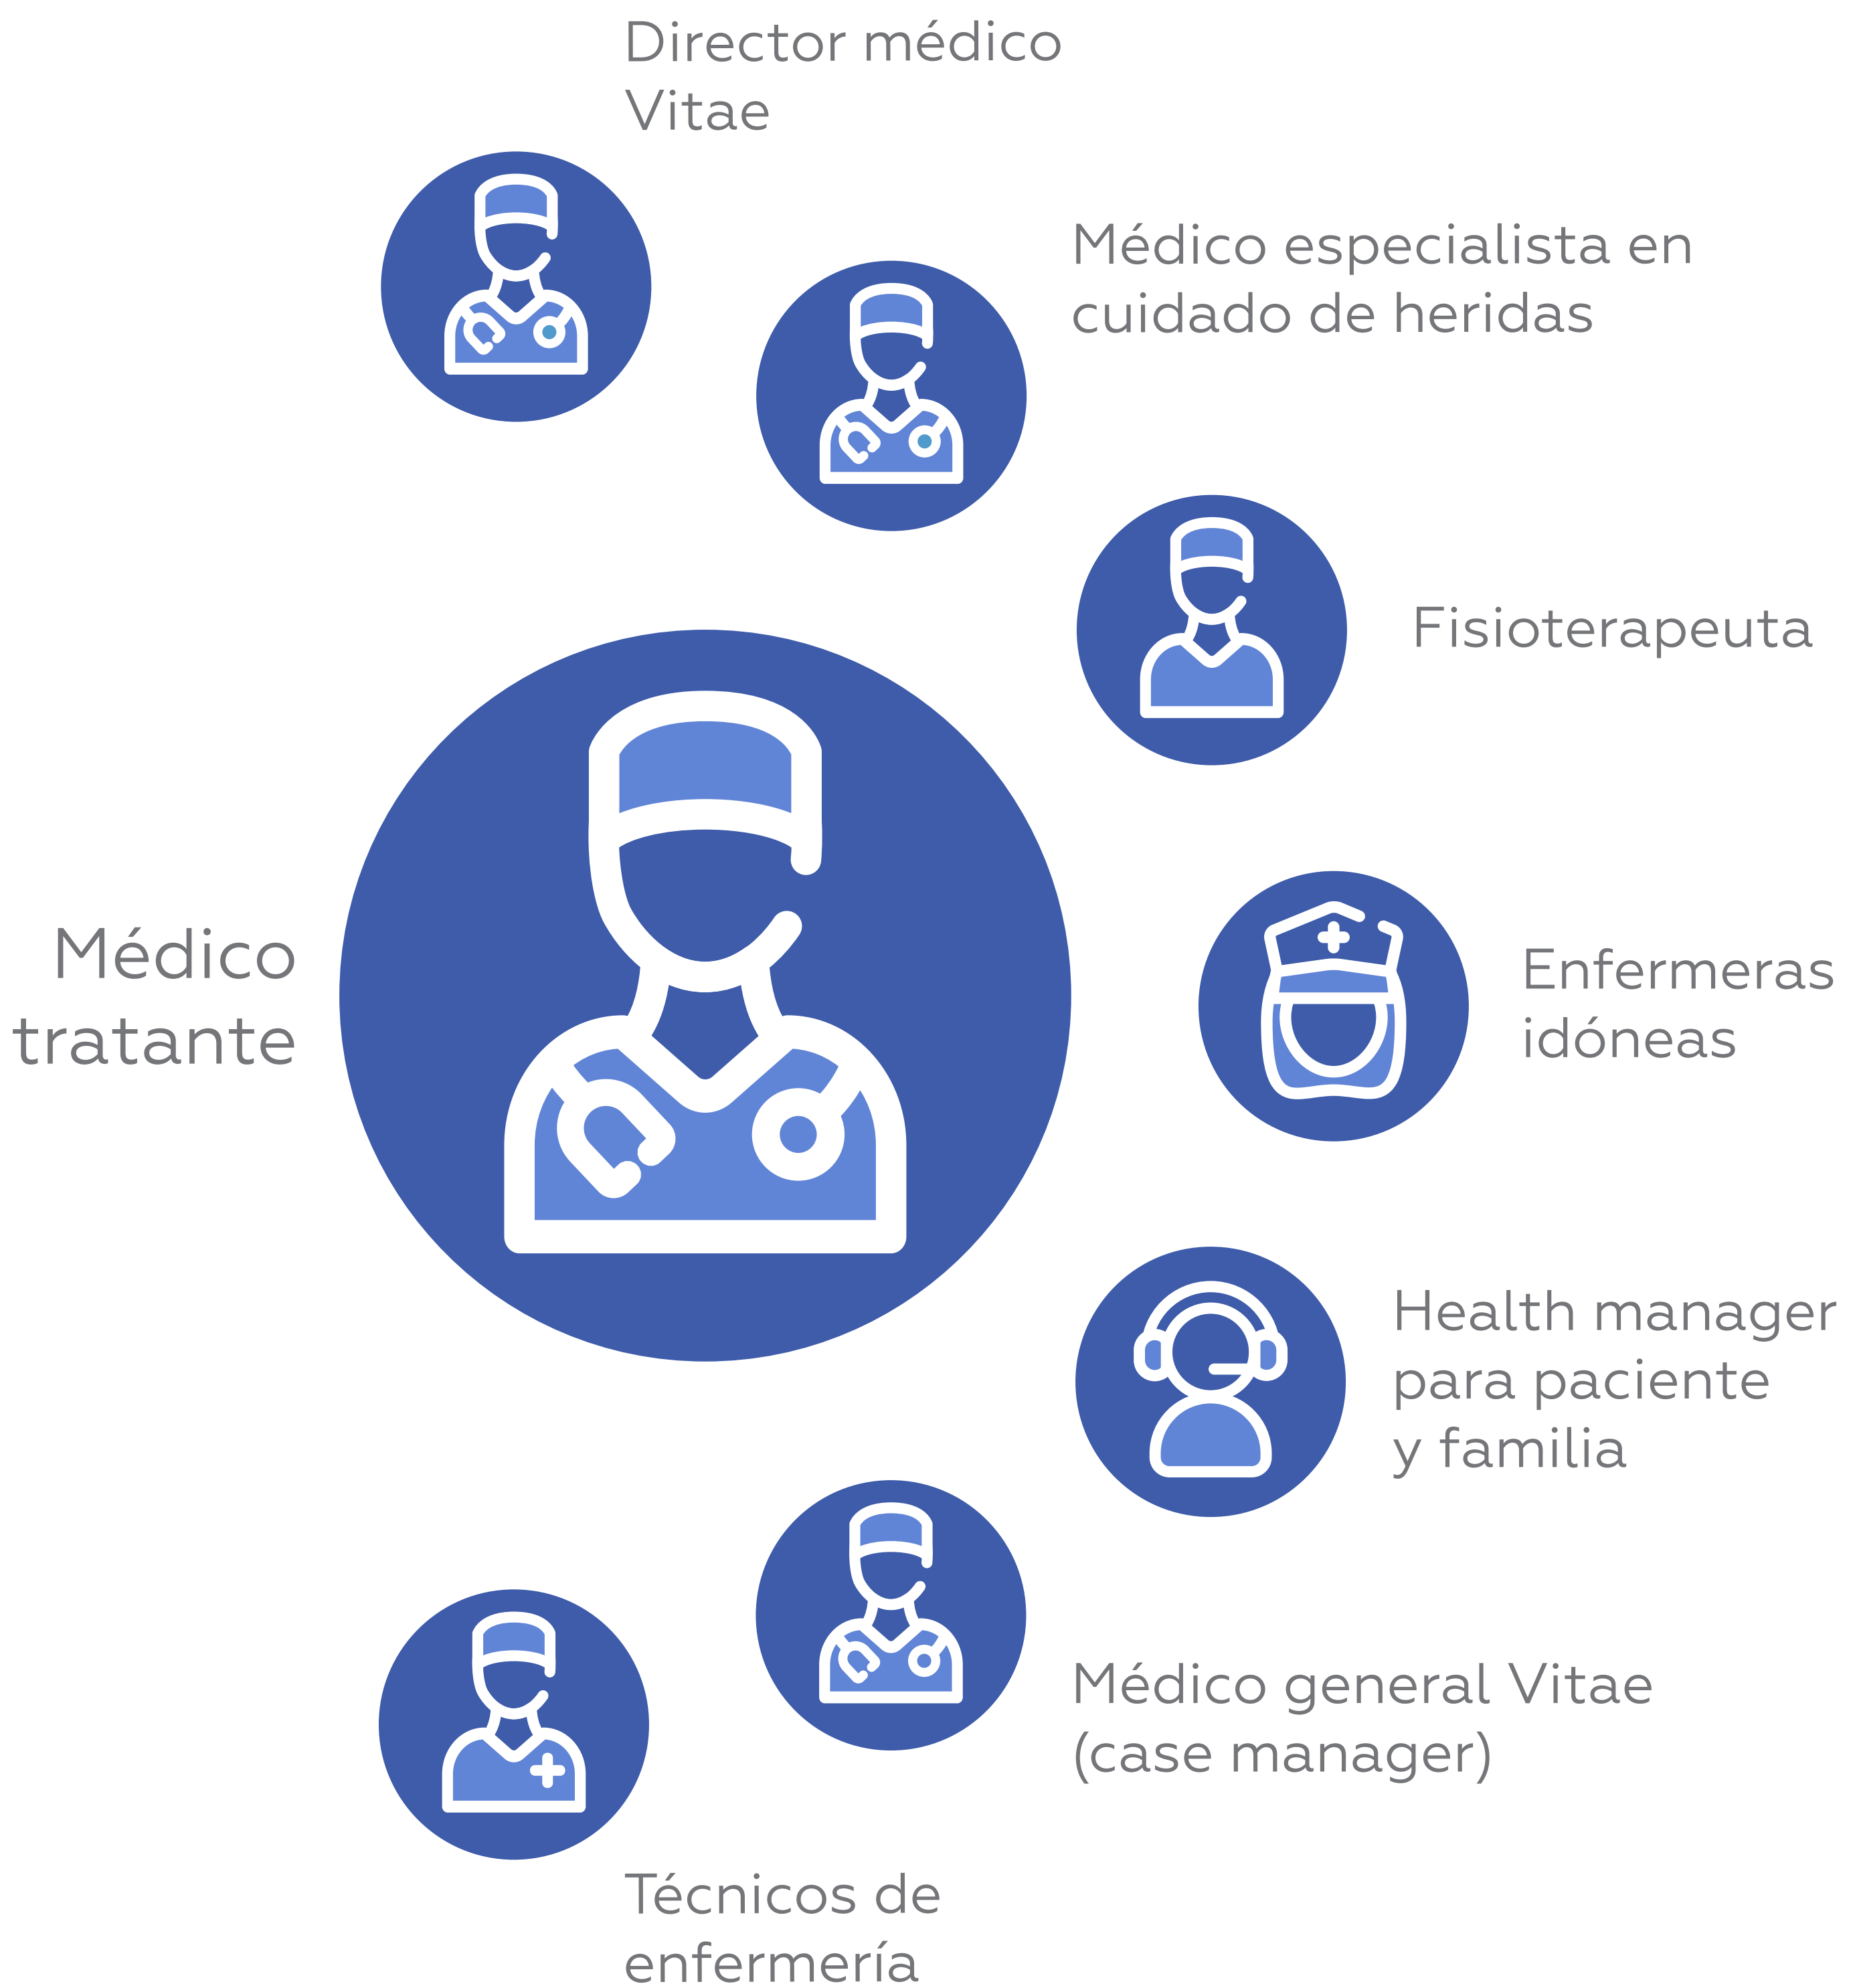 Director médico
Vitae
Médico especialista en
cuidado de heridas
Fisioterapeuta
Médico
tratante
Enfermeras
idóneas
Health manager
para paciente
y familia
Médico general Vitae
(case manager)
Técnicos de
enfermería